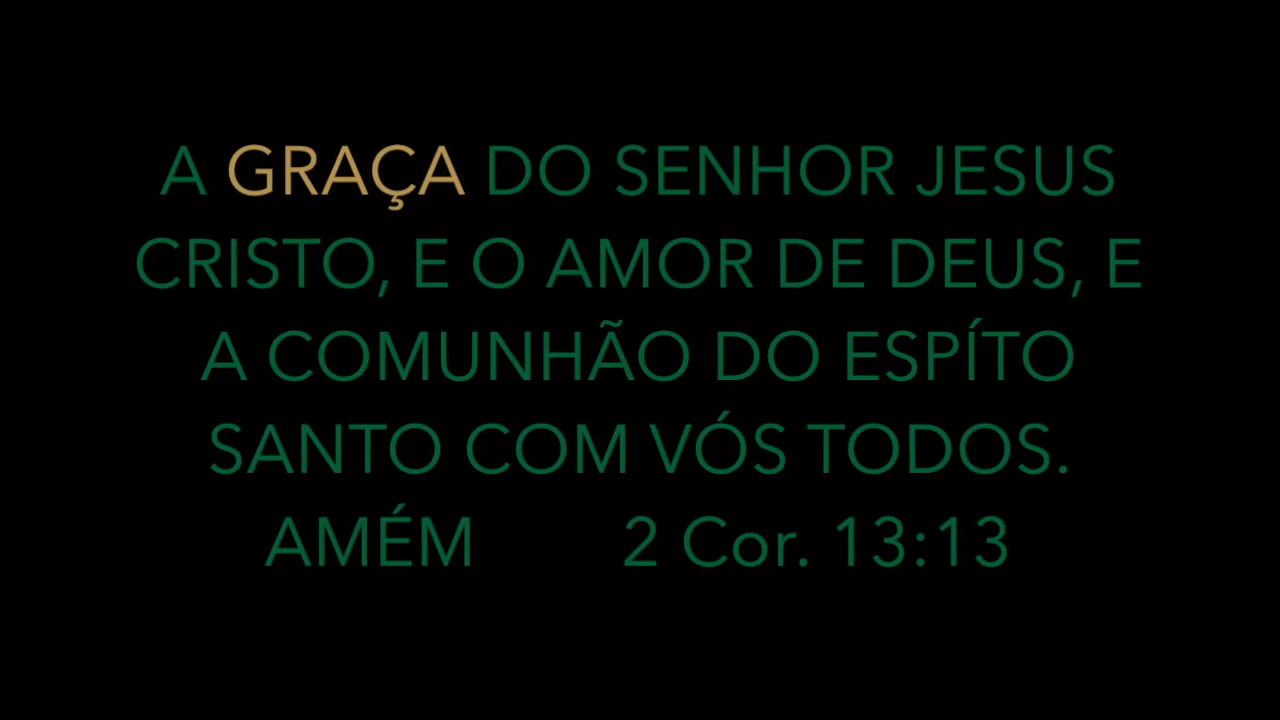 A GRAÇA DO SENHOR JESUS
CRISTO, E O AMOR DE DEUS, E
A COMUNHÃO DO ESPÍTO
SANTO COM VÓS TODOS.
AMÉM 2 Cor. 13:13